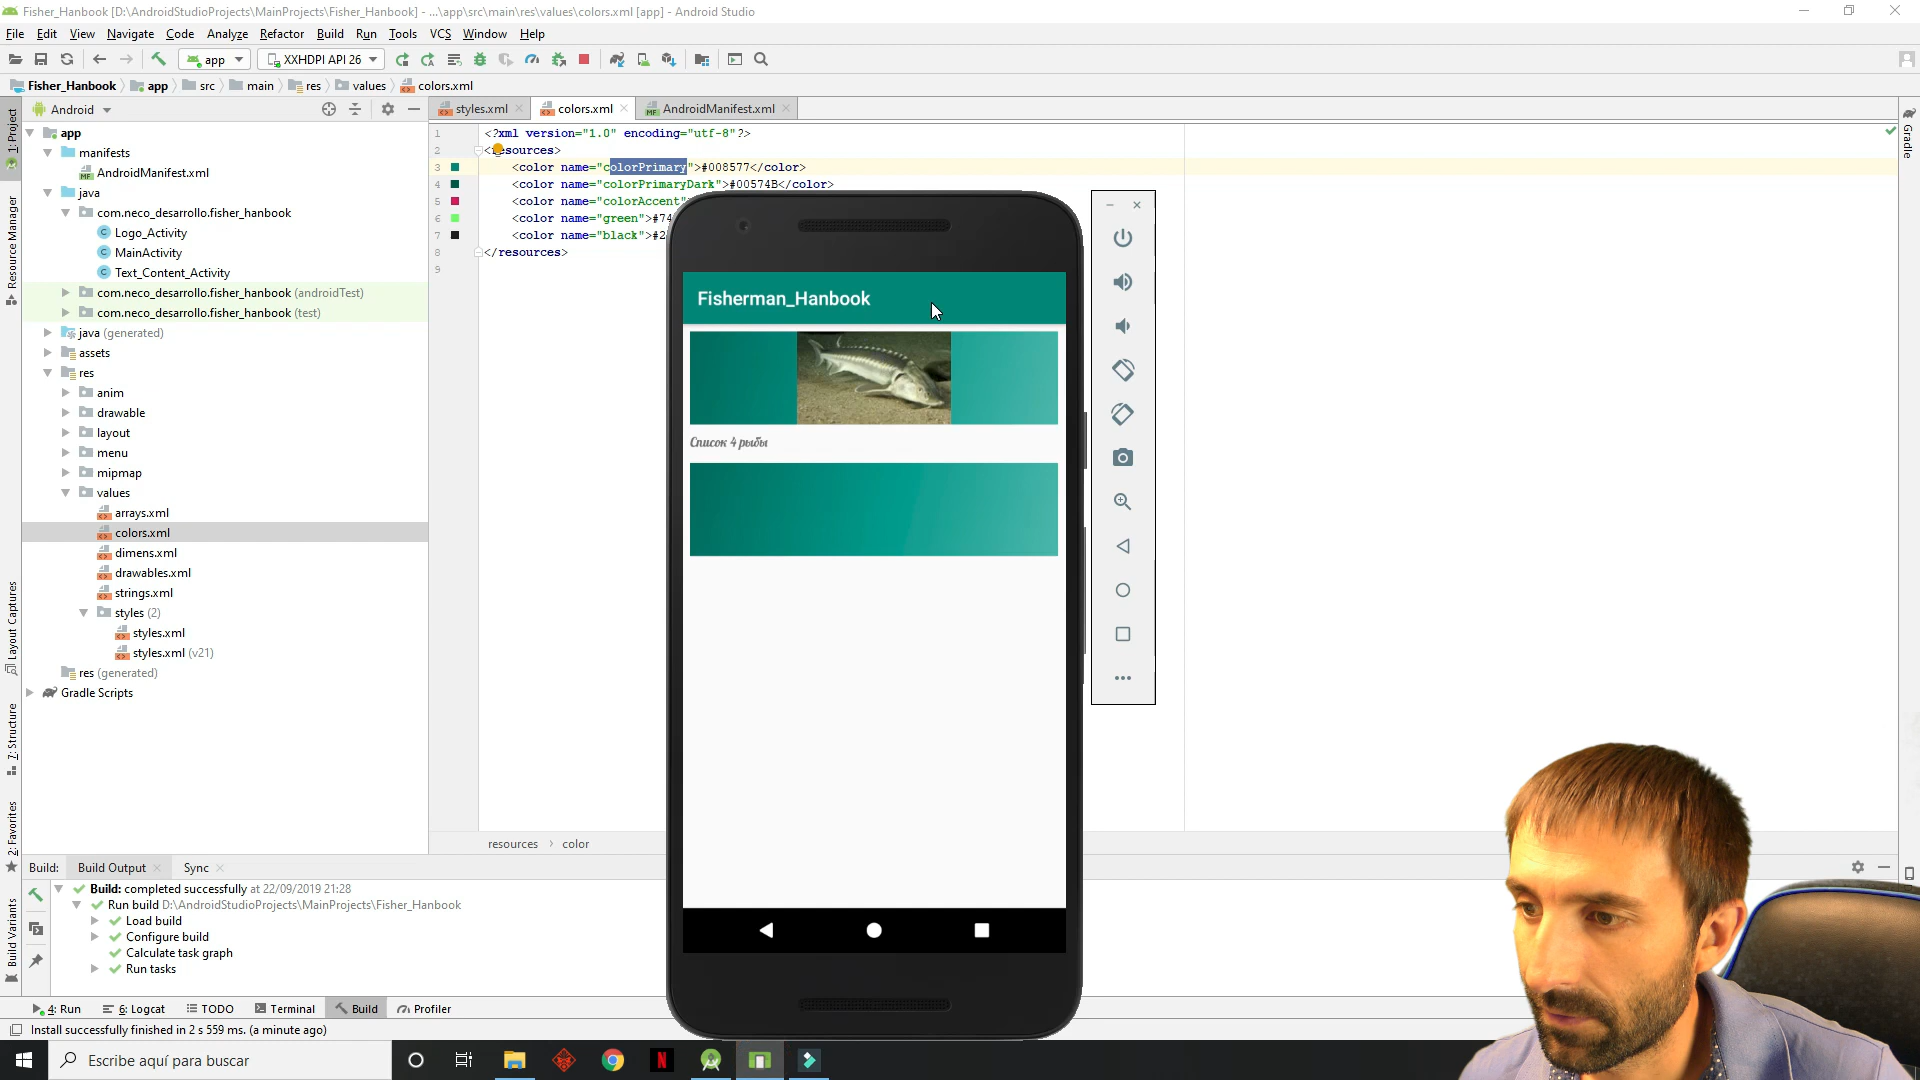 Fisher_Hanbook [D:\AndroidStudioProjects\MainProjects\Fisher_Hanbook] - ...\app\src\main\res\values\colors.xml [app] - Android Studio
File Edit View Navigate Code Analyze Refactor Build Run Tools VCS Window Help
app XXHDPI API 26
Fisher_Hanbook app src main res values colors.xml
1: Project
Resource Manager
Layout Captures
7: Structure
2: Favorites
Build Variants
Android
app
manifests
AndroidManifest.xml
java
com.neco_desarrollo.fisher_hanbook
Logo_Activity
MainActivity
Text_Content_Activity
com.neco_desarrollo.fisher_hanbook (androidTest)
com.neco_desarrollo.fisher_hanbook (test)
java (generated)
assets
res
anim
drawable
layout
menu
mipmap
values
arrays.xml
colors.xml
dimens.xml
drawables.xml
strings.xml
styles (2)
styles.xml
styles.xml (v21)
res (generated)
Gradle Scripts
styles.xml colors.xml AndroidManifest.xml
1 <?xml version="1.0" encoding="utf-8"?>
2 <resources>
3 <color name="colorPrimary">#008577</color>
4 <color name="colorPrimaryDark">#00574B</color>
5 <color name="colorAccent"
6 <color name="green">#74
7 <color name="black">#2
8 </resources>
9
Gradle
Fisherman_Hanbook
Список 4 рыбы
resources > color
Build: Build Output Sync
Build: completed successfully at 22/09/2019 21:28
Run build D:\AndroidStudioProjects\MainProjects\Fisher_Hanbook
Load build
Configure build
Calculate task graph
Run tasks
4: Run 6: Logcat TODO Terminal Build Profiler
Install successfully finished in 2 s 559 ms. (a minute ago)
Escribe aquí para buscar